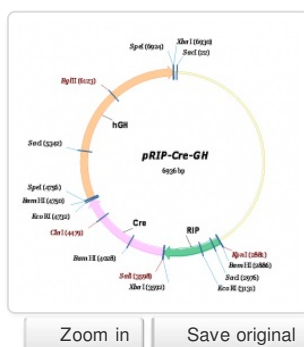 SpeI (6924)
XbaI (6930)
SacI (22)
BglII (6123)
hGH
SacI (5342)
pRIP-Cre-GH
6936 bp
SpeI (4756)
BamHI (4750)
EcoRI (4732)
Cre
ClaI (4479)
RIP
KpnI (2881)
BamHI (4028)
BamHI (2886)
SalI (3598)
SacI (2976)
XbaI (3592)
EcoRI (3131)
Zoom in
Save original